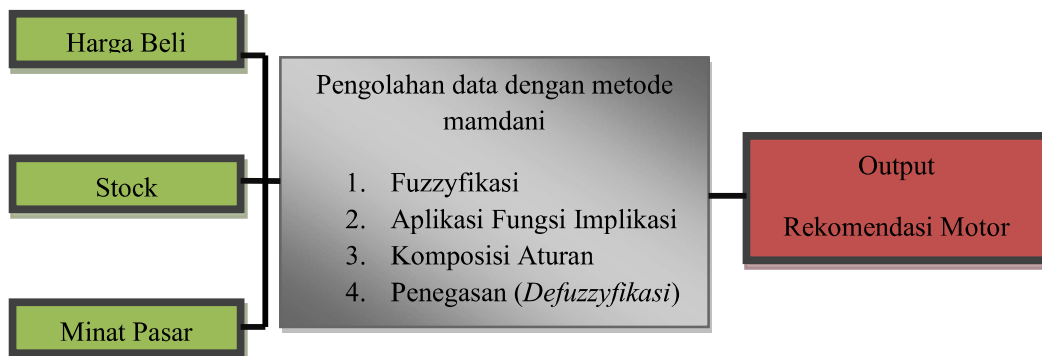 Harga Beli
Stock
Minat Pasar
Pengolahan data dengan metode
mamdani
1. Fuzzyfikasi
2. Aplikasi Fungsi Implikasi
3. Komposisi Aturan
4. Penegasan (Defuzzyfikasi)
Output
Rekomendasi Motor